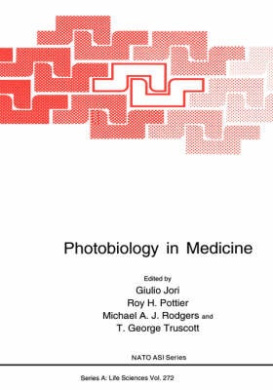 Photobiology in Medicine
Edited by
Giulio Jori
Roy H. Pottier
Michael A. J. Rodgers and
T. George Truscott
NATO ASI Series
Series A: Life Sciences Vol. 272